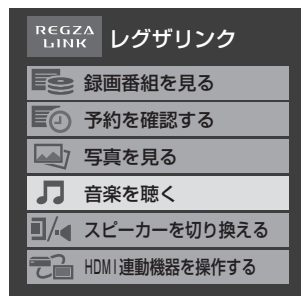 REGZA
LINK レグザリンク
録画番組を見る
予約を確認する
写真を見る
音楽を聴く
スピーカーを切り換える
HDMI連動機器を操作する